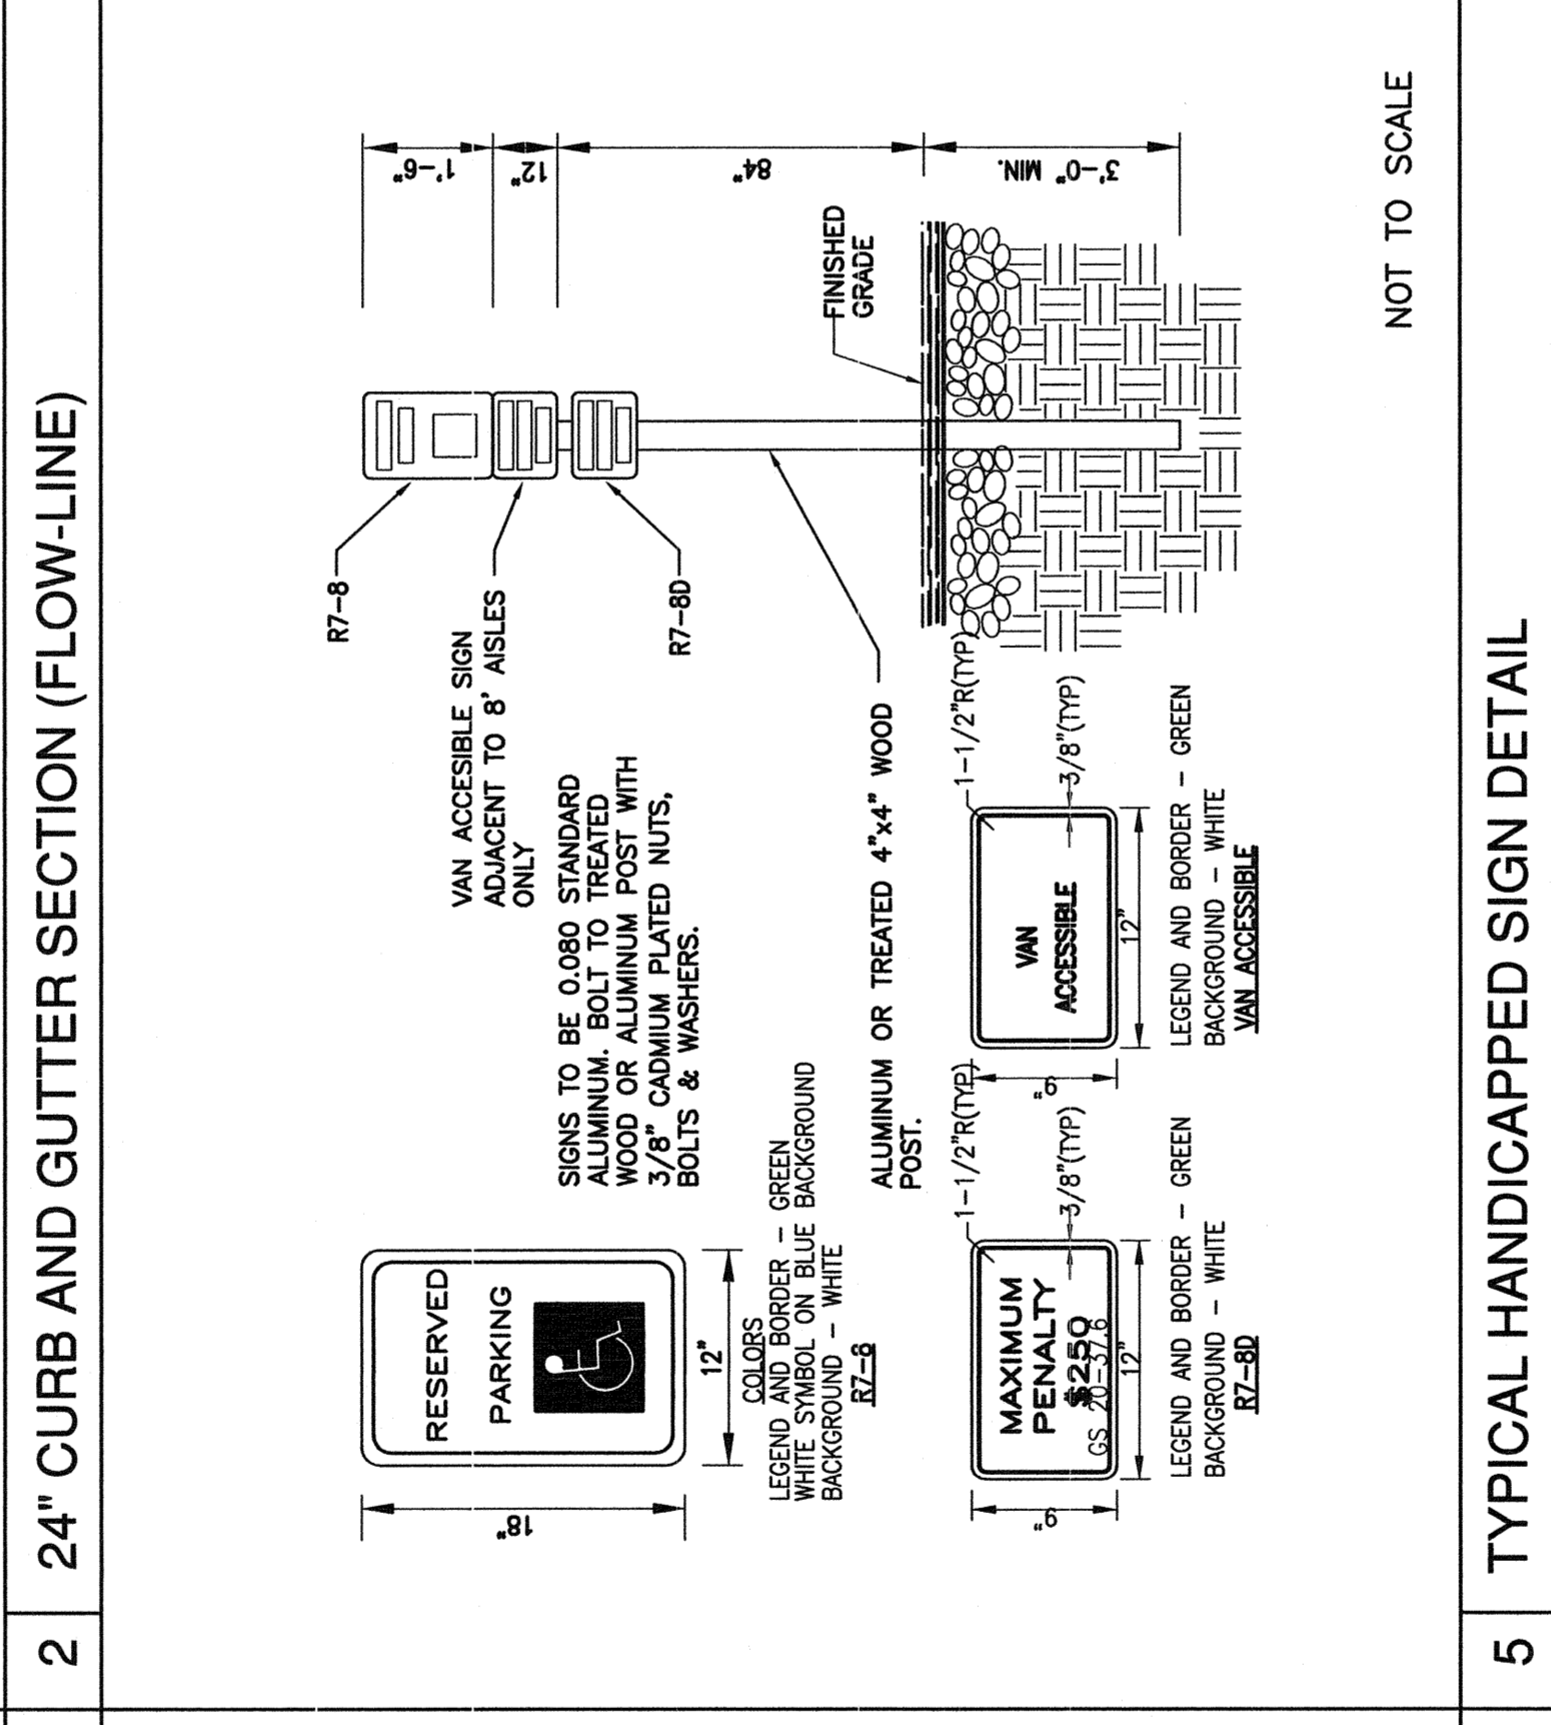 2 24" CURB AND GUTTER SECTION (FLOW-LINE)
R7-8
VAN ACCESIBLE SIGN
ADJACENT TO 8' AISLES
ONLY
R7-8D
SIGNS TO BE 0.080 STANDARD
ALUMINUM. BOLT TO TREATED
WOOD OR ALUMINUM POST WITH
3/8" CADMIUM PLATED NUTS,
BOLTS & WASHERS.
ALUMINUM OR TREATED 4"x4" WOOD
POST.
FINISHED
GRADE
1'-6"
12"
84"
3'-0" MIN.
RESERVED
PARKING
18"
12"
COLORS
LEGEND AND BORDER - GREEN
WHITE SYMBOL ON BLUE BACKGROUND
BACKGROUND - WHITE
R7-8
MAXIMUM
PENALTY
$250
GS 20-37.6
1-1/2"R(TYP)
3/8"(TYP)
9"
12"
LEGEND AND BORDER - GREEN
BACKGROUND - WHITE
R7-8D
VAN
ACCESSIBLE
1-1/2"R(TYP)
3/8"(TYP)
9"
12"
LEGEND AND BORDER - GREEN
BACKGROUND - WHITE
VAN ACCESSIBLE
NOT TO SCALE
5 TYPICAL HANDICAPPED SIGN DETAIL